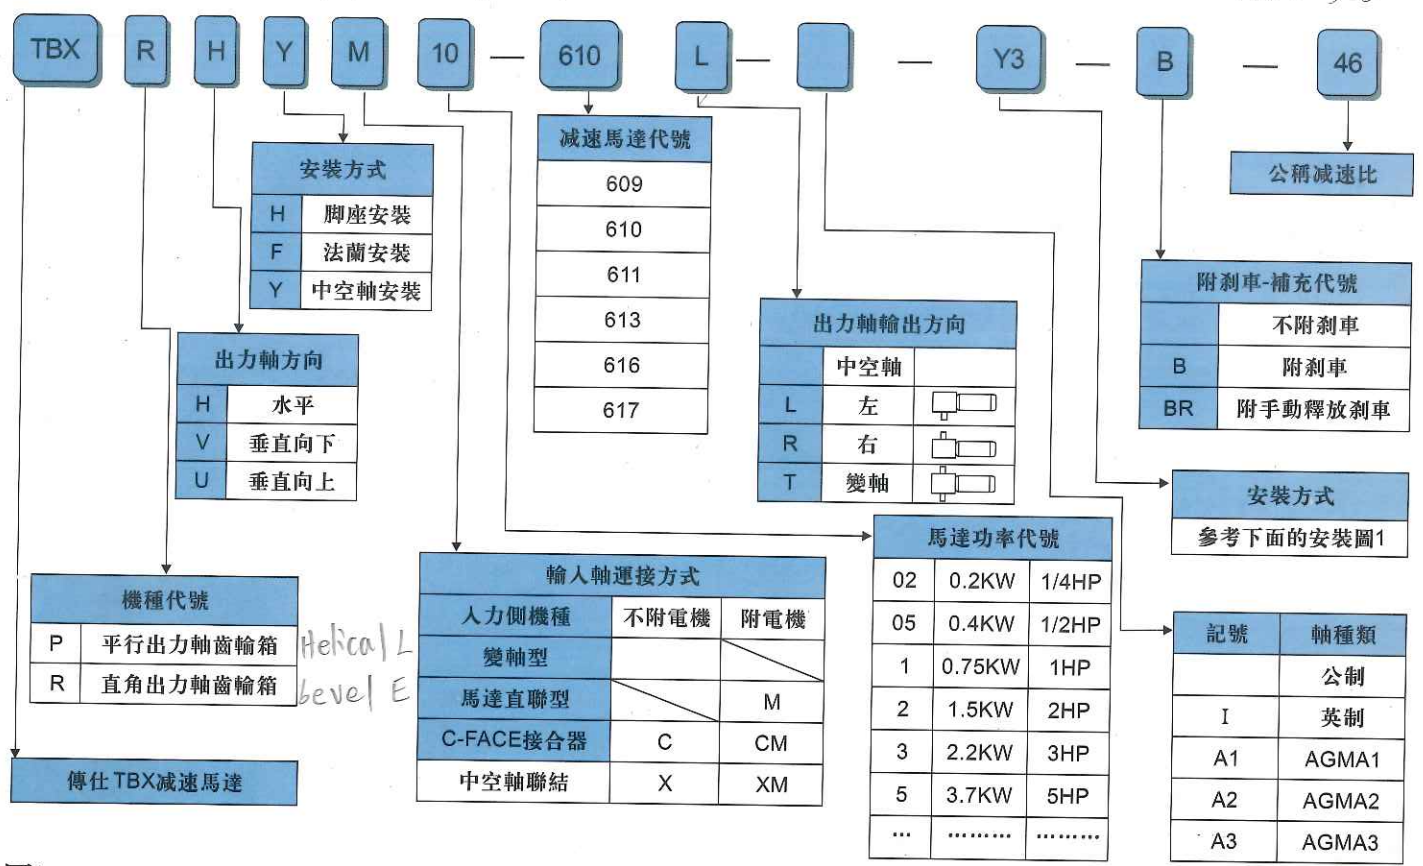 TBX R H Y M 10 — 610 L — — Y3 — B — 46
减速馬達代號
609
610
611
613
616
617
公稱减速比
安裝方式
H 脚座安裝
F 法蘭安裝
Y 中空軸安裝
附剎車-補充代號
不附剎車
B 附剎車
BR 附手動釋放剎車
出力軸輸出方向
中空軸
L 左
R 右
T 雙軸
出力軸方向
H 水平
V 垂直向下
U 垂直向上
安裝方式
參考下面的安裝圖1
馬達功率代號
02 0.2KW 1/4HP
05 0.4KW 1/2HP
1 0.75KW 1HP
2 1.5KW 2HP
3 2.2KW 3HP
5 3.7KW 5HP
... ......... .........
輸入軸運接方式
入力側機種 不附電機 附電機
雙軸型
馬達直聯型 M
C-FACE接合器 C CM
中空軸聯結 X XM
機種代號
P 平行出力軸齒輪箱 Helical L
R 直角出力軸齒輪箱 bevel E
記號 軸種類
公制
I 英制
A1 AGMA1
A2 AGMA2
A3 AGMA3
傳仕TBX减速馬達